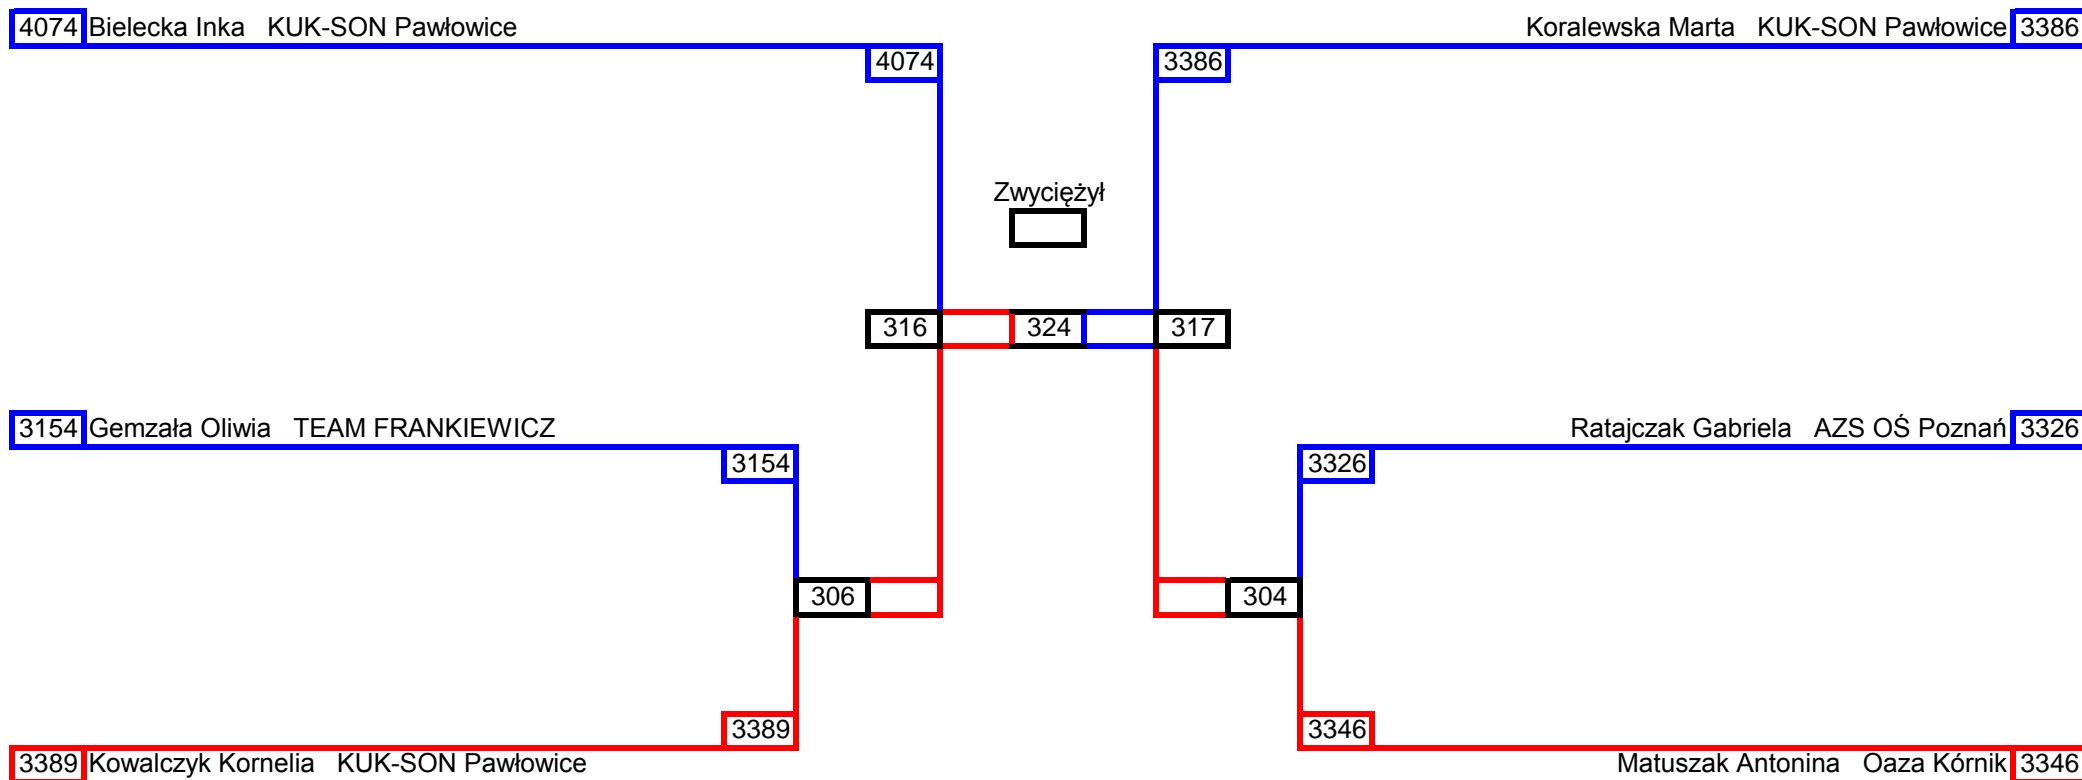 4074 Bielecka Inka KUK-SON Pawłowice
Koralewska Marta KUK-SON Pawłowice 3386
4074
3386
Zwyciężył
316
324
317
3154 Gemzała Oliwia TEAM FRANKIEWICZ
Ratajczak Gabriela AZS OŚ Poznań 3326
3154
3326
306
304
3389
3346
3389 Kowalczyk Kornelia KUK-SON Pawłowice
Matuszak Antonina Oaza Kórnik 3346